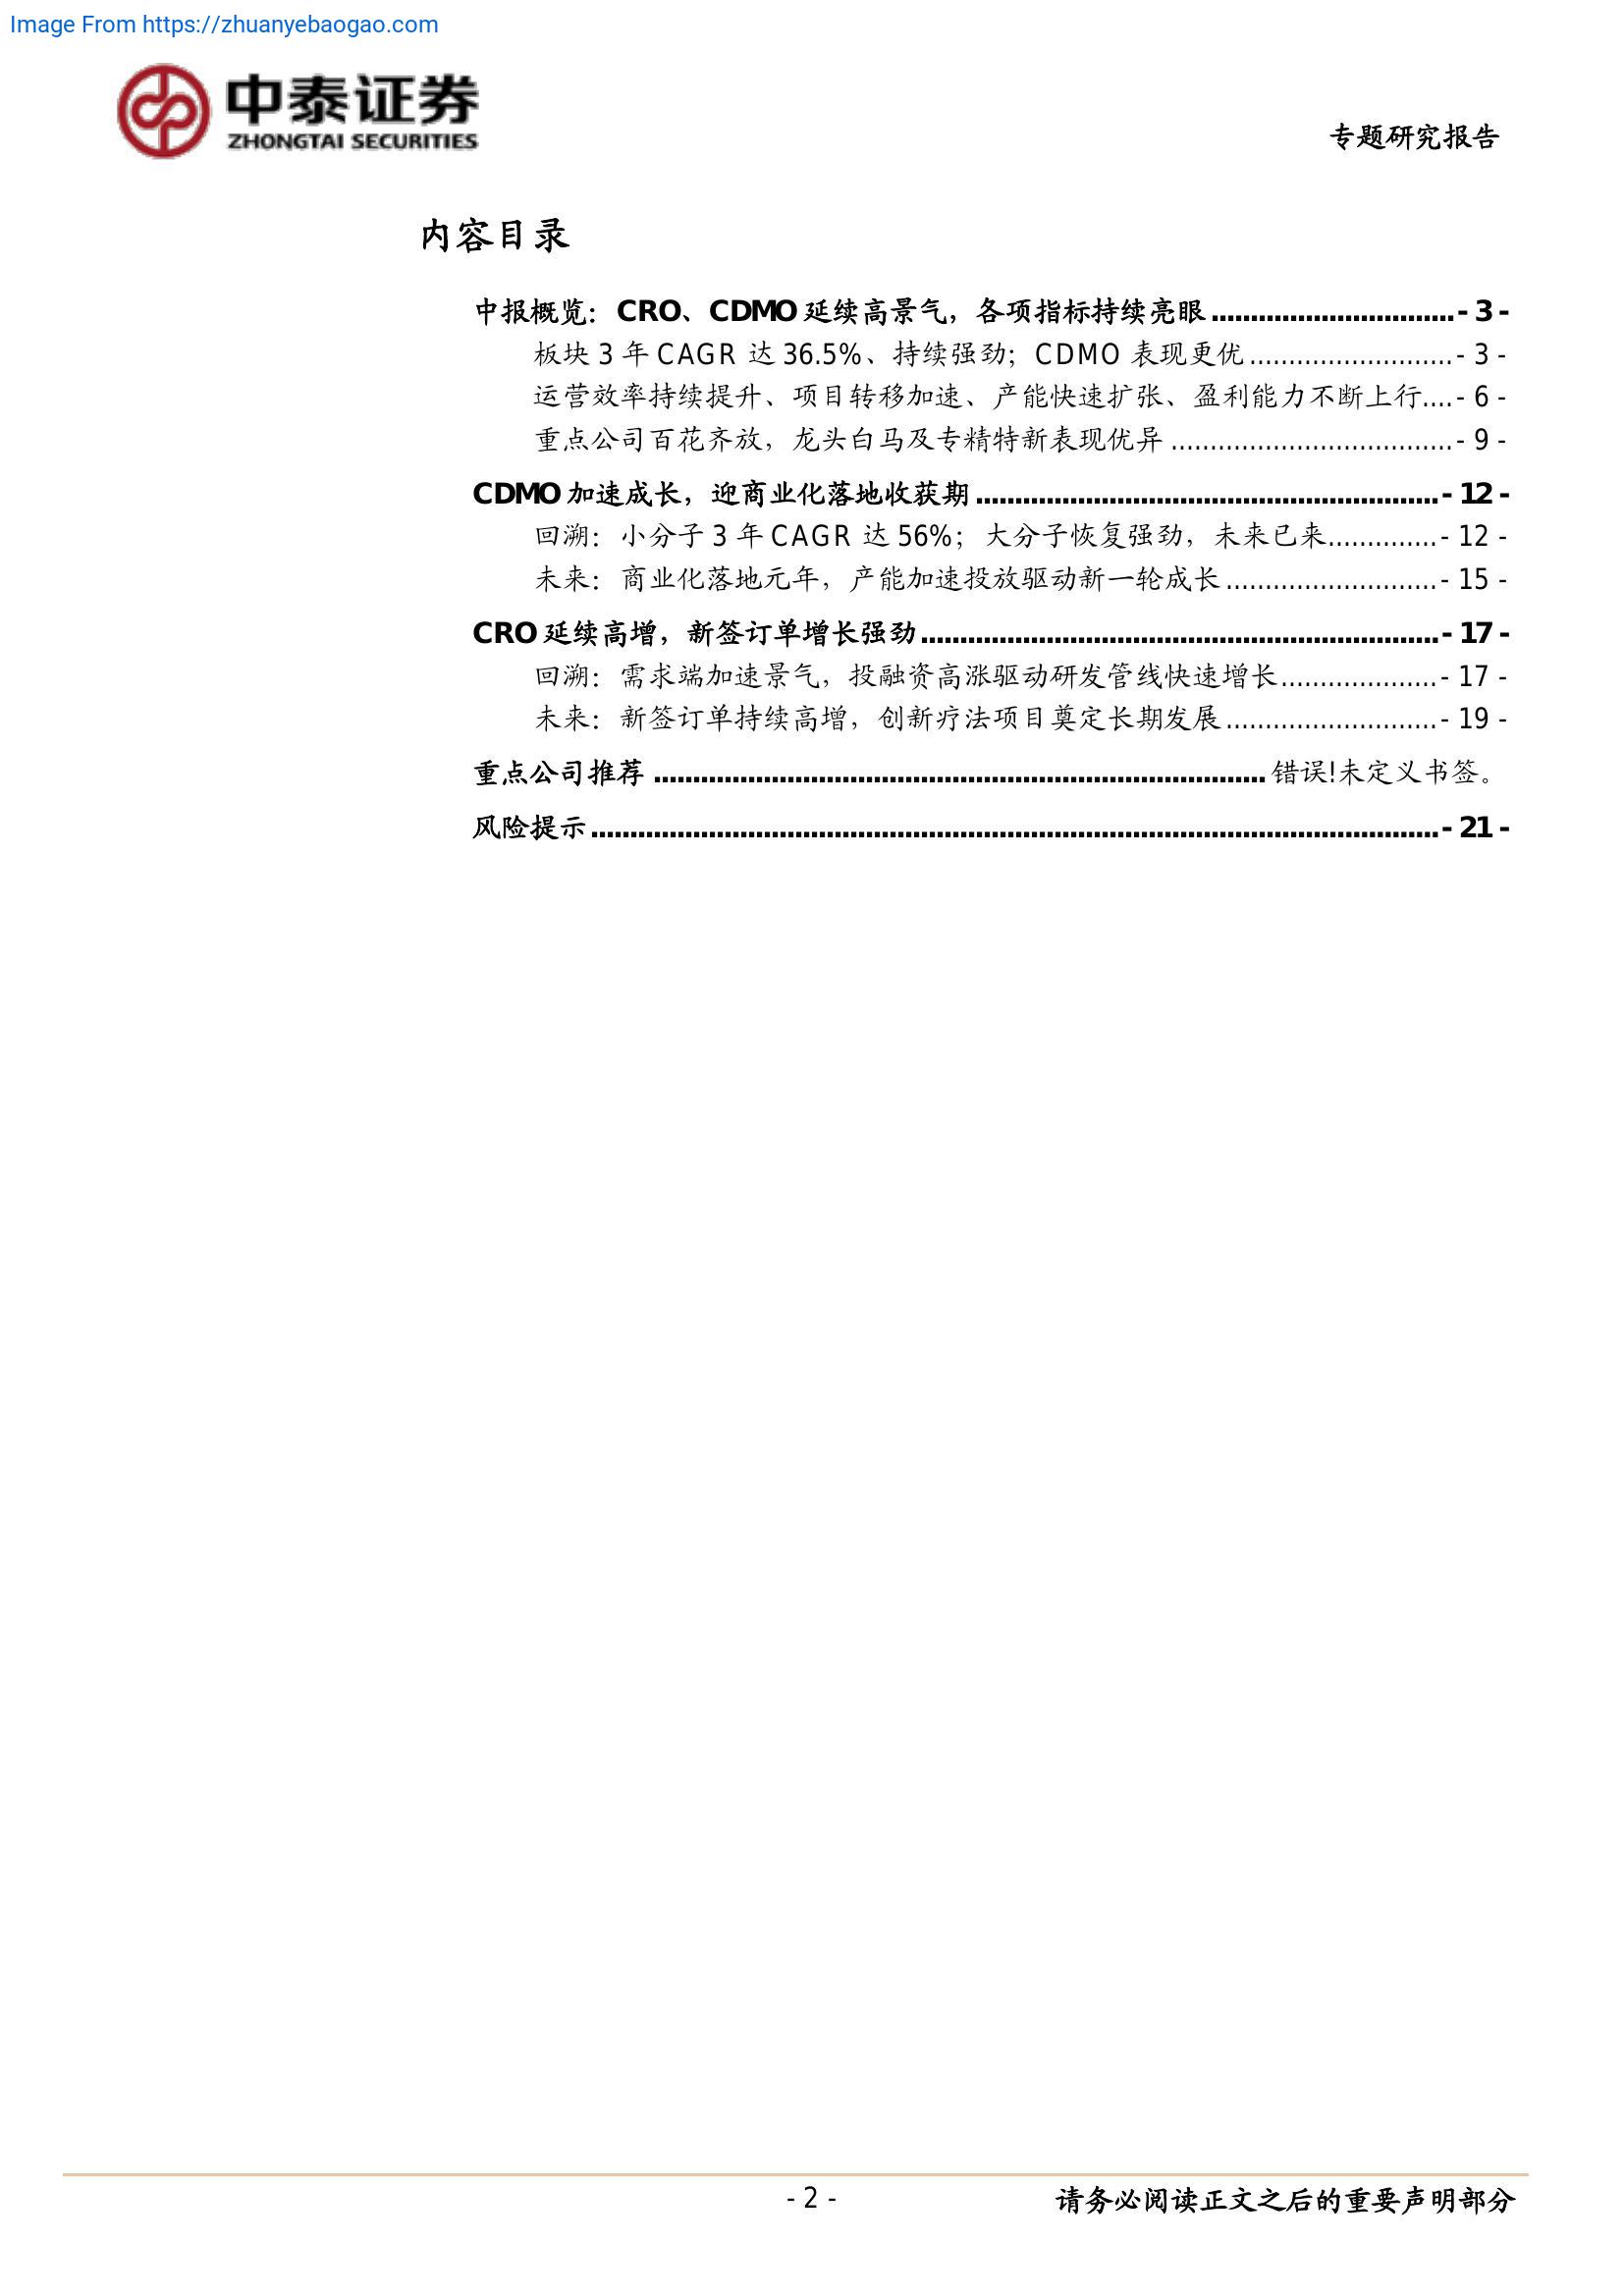 Image From https://zhuanyebaogao.com
中泰证券
ZHONGTAI SECURITIES
专题研究报告
内容目录
中报概览：CRO、CDMO 延续高景气，各项指标持续亮眼...............................- 3 -
板块 3 年 CAGR 达 36.5%、持续强劲；CDMO 表现更优..........................- 3 -
运营效率持续提升、项目转移加速、产能快速扩张、盈利能力不断上行....- 6 -
重点公司百花齐放，龙头白马及专精特新表现优异....................................- 9 -
CDMO 加速成长，迎商业化落地收获期...........................................................- 12 -
回溯：小分子 3 年 CAGR 达 56%；大分子恢复强劲，未来已来..............- 12 -
未来：商业化落地元年，产能加速投放驱动新一轮成长...........................- 15 -
CRO 延续高增，新签订单增长强劲..................................................................- 17 -
回溯：需求端加速景气，投融资高涨驱动研发管线快速增长....................- 17 -
未来：新签订单持续高增，创新疗法项目奠定长期发展...........................- 19 -
重点公司推荐..............................................................................错误!未定义书签。
风险提示............................................................................................................- 21 -
- 2 -
请务必阅读正文之后的重要声明部分